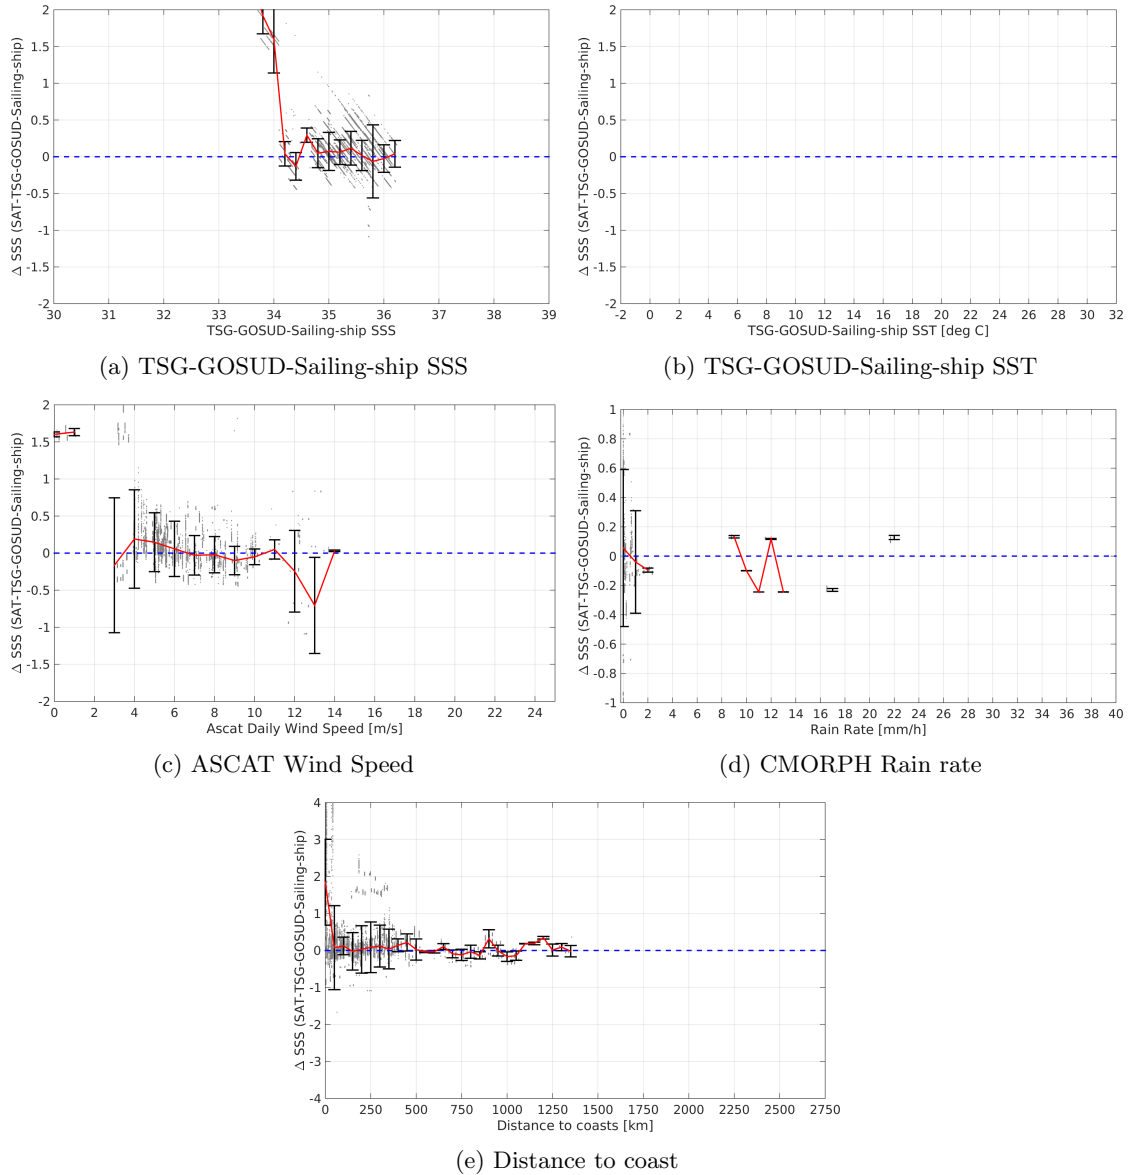 2
1.5
1
0.5
0
-0.5
-1
-1.5
-2
Δ SSS (SAT-TSG-GOSUD-Sailing-ship)
30 31 32 33 34 35 36 37 38 39
TSG-GOSUD-Sailing-ship SSS
(a) TSG-GOSUD-Sailing-ship SSS
2
1.5
1
0.5
0
-0.5
-1
-1.5
-2
Δ SSS (SAT-TSG-GOSUD-Sailing-ship)
-2 0 2 4 6 8 10 12 14 16 18 20 22 24 26 28 30 32
TSG-GOSUD-Sailing-ship SST [deg C]
(b) TSG-GOSUD-Sailing-ship SST
2
1.5
1
0.5
0
-0.5
-1
-1.5
-2
Δ SSS (SAT-TSG-GOSUD-Sailing-ship)
0 2 4 6 8 10 12 14 16 18 20 22 24
Ascat Daily Wind Speed [m/s]
(c) ASCAT Wind Speed
1
0.8
0.6
0.4
0.2
0
-0.2
-0.4
-0.6
-0.8
-1
Δ SSS (SAT-TSG-GOSUD-Sailing-ship)
0 2 4 6 8 10 12 14 16 18 20 22 24 26 28 30 32 34 36 38 40
Rain Rate [mm/h]
(d) CMORPH Rain rate
4
3
2
1
0
-1
-2
-3
-4
Δ SSS (SAT-TSG-GOSUD-Sailing-ship)
0 250 500 750 1000 1250 1500 1750 2000 2250 2500 2750
Distance to coasts [km]
(e) Distance to coast